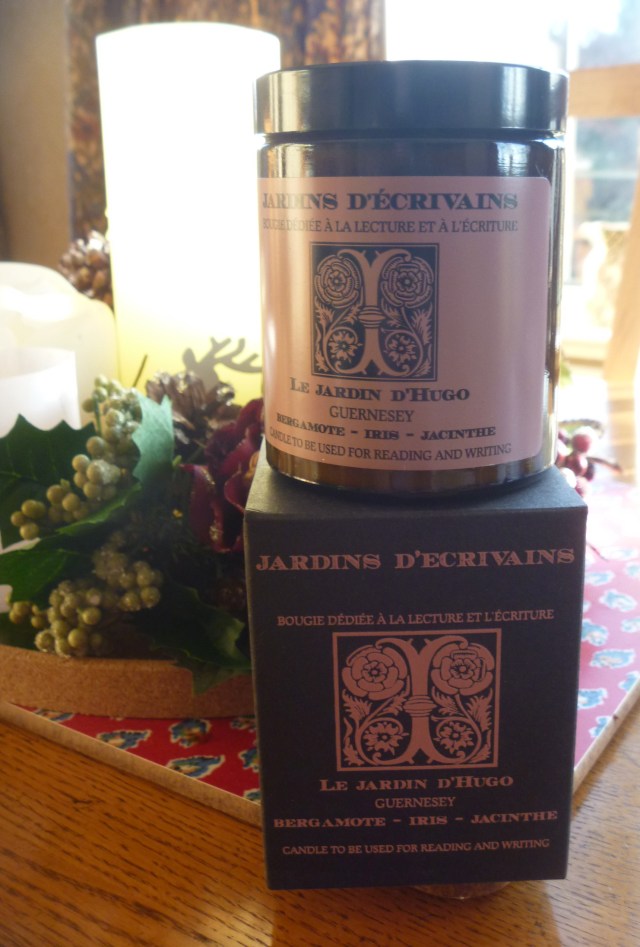 JARDINS D'ÉCRIVAINS
BOUGIE DÉDIÉE À LA LECTURE ET À L'ÉCRITURE
LE JARDIN D'HUGO
GUERNESEY
BERGAMOTE - IRIS - JACINTHE
CANDLE TO BE USED FOR READING AND WRITING
JARDINS D'ECRIVAINS
BOUGIE DÉDIÉE À LA LECTURE ET L'ÉCRITURE
LE JARDIN D'HUGO
GUERNESEY
BERGAMOTE - IRIS - JACINTHE
CANDLE TO BE USED FOR READING AND WRITING